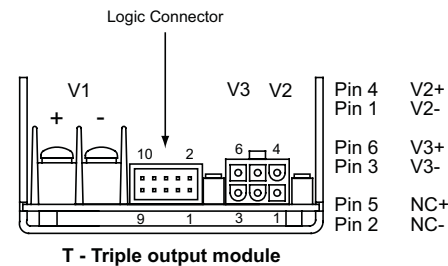 Logic Connector
V1
V3 V2
+ -
10 2
6 4
9 1
3 1
Pin 4 V2+
Pin 1 V2-
Pin 6 V3+
Pin 3 V3-
Pin 5 NC+
Pin 2 NC-
T - Triple output module